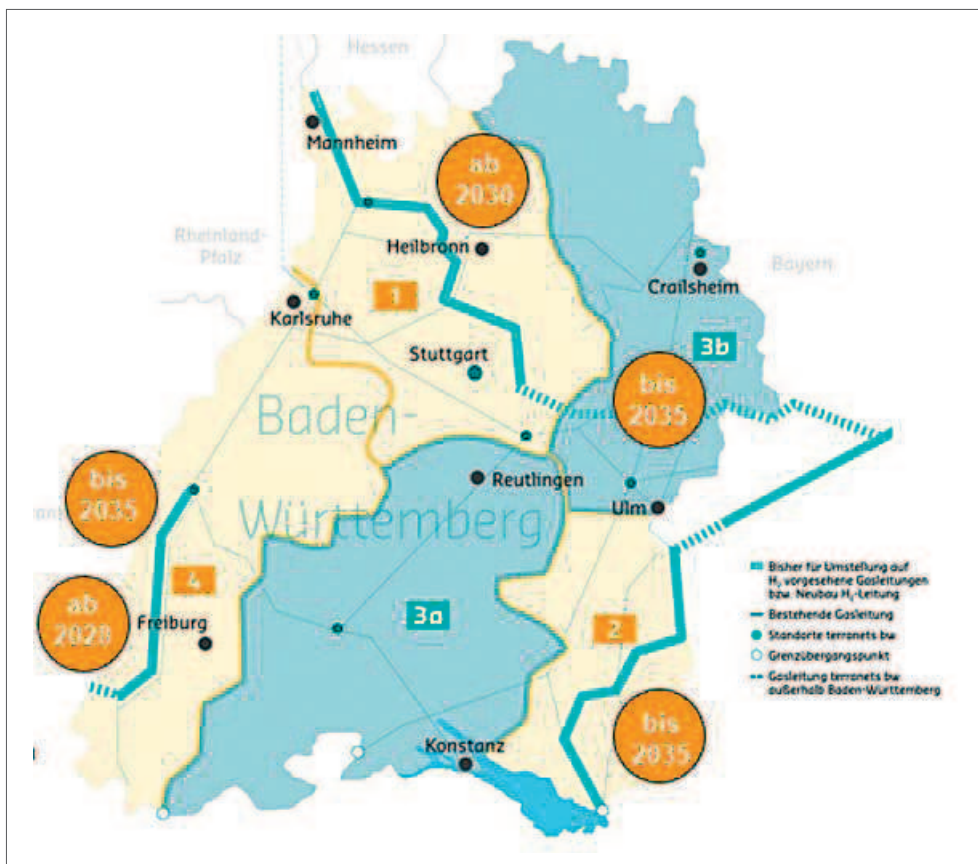 Hessen
Mannheim
ab
2030
Rheinland-
Pfalz
Heilbronn
Bayern
Crailsheim
1
Karlsruhe
3b
Stuttgart
bis
2035
Baden-
bis
2035
Reutlingen
Württemberg
Ulm
4
ab
2028
Freiburg
3a
2
Konstanz
bis
2035
Bisher für Umstellung auf
H₂ vorgesehene Gasleitungen
bzw. Neubau H₂-Leitung
Bestehende Gasleitung
Standorte terranets bw
Grenzübergangspunkt
Gasleitung terranets bw
außerhalb Baden-Württemberg